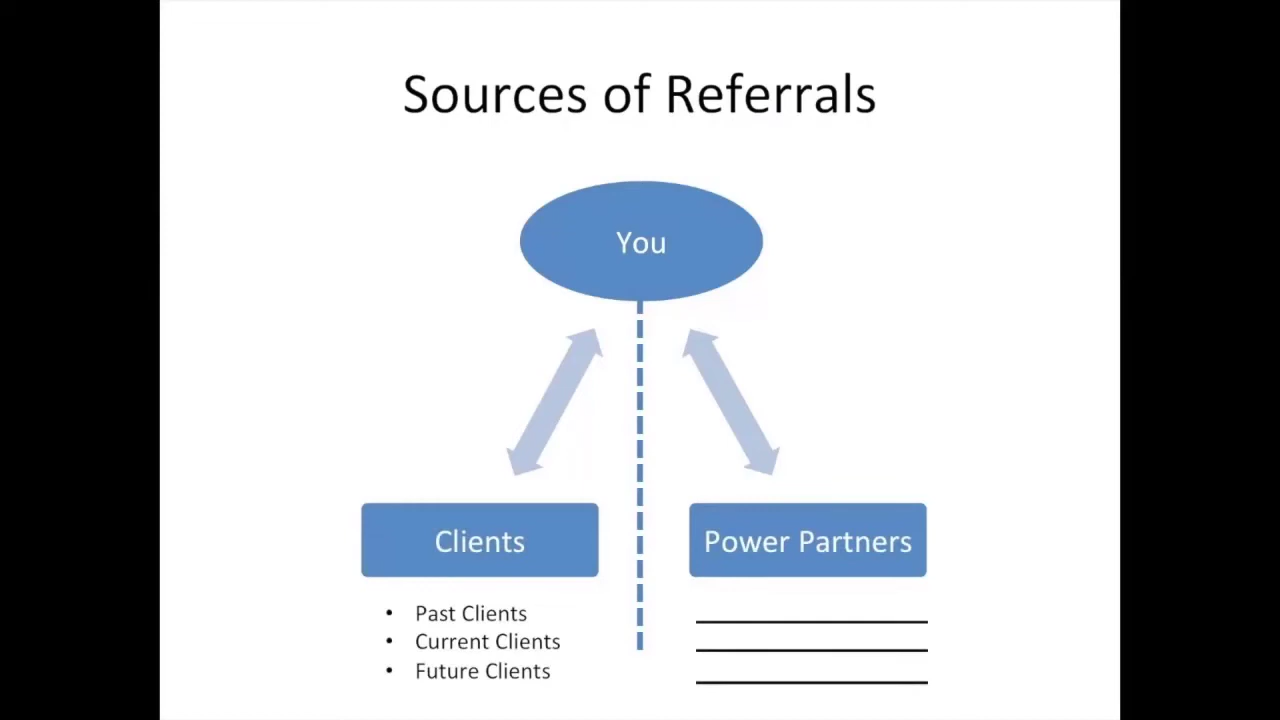 Sources of Referrals
You
Clients
Power Partners
• Past Clients
• Current Clients
• Future Clients